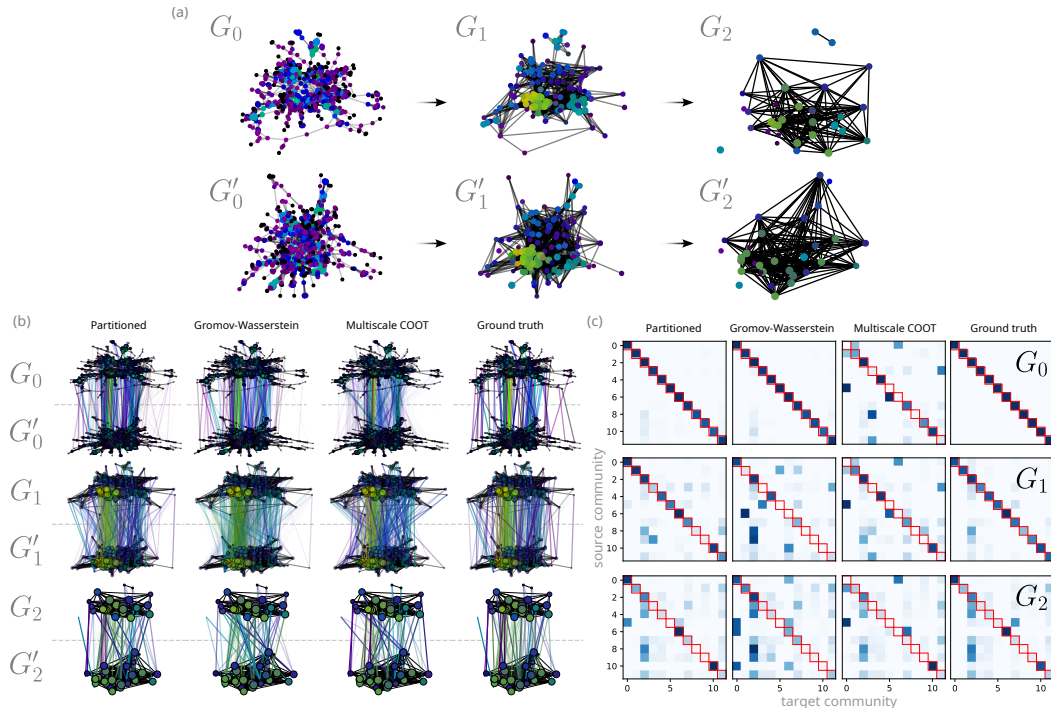 (a)
G₀ G₁ G₂
G′₀ G′₁ G′₂
(b)
Partitioned Gromov-Wasserstein Multiscale COOT Ground truth
G₀
G′₀
G₁
G′₁
G₂
G′₂
(c)
Partitioned Gromov-Wasserstein Multiscale COOT Ground truth
0
2
4
6
8
10
G₀
0
2
4
6
8
10
G₁
0
2
4
6
8
10
G₂
source community
0 5 10 0 5 10 0 5 10 0 5 10
target community